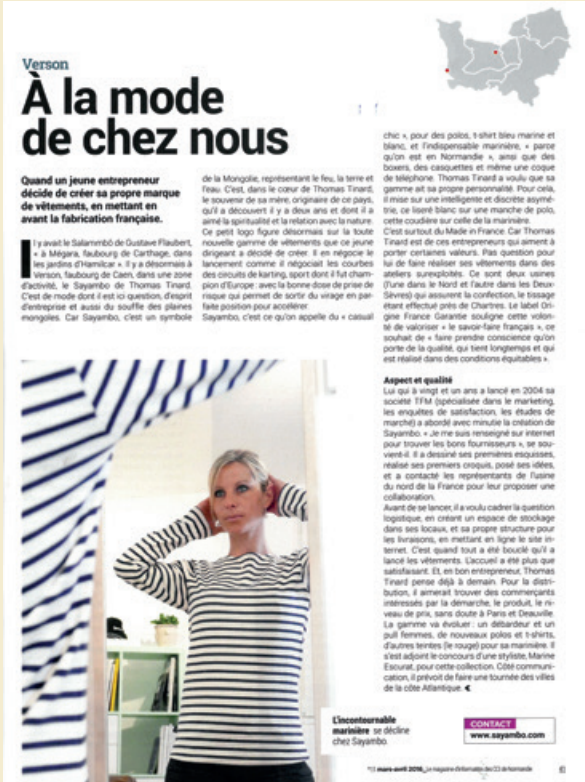 Verson
À la mode
de chez nous
Quand un jeune entrepreneur
décide de créer sa propre marque
de vêtements, en mettant en
avant la fabrication française.
Il y avait le Salammbô de Gustave Flaubert,
« à Mégara, faubourg de Carthage, dans
les jardins d'Hamilcar ». Il y a désormais à
Verson, faubourg de Caen, dans une zone
d'activité, le Sayambo de Thomas Tinard.
C'est de mode dont il est ici question, d'esprit
d'entreprise et aussi du souffle des plaines
mongoles. Car Sayambo, c'est un symbole
de la Mongolie, représentant le feu, la terre et
l'eau. C'est, dans le cœur de Thomas Tinard,
le souvenir de sa mère, originaire de ce pays,
qu'il a découvert il y a deux ans et dont il a
aimé la spiritualité et la relation avec la nature.
Ce petit logo figure désormais sur la toute
nouvelle gamme de vêtements que ce jeune
dirigeant a décidé de créer. Il en négocie le
lancement comme il négociait les courbes
des circuits de karting, sport dont il fut cham-
pion d'Europe : avec la bonne dose de prise de
risque qui permet de sortir du virage en par-
faite position pour accélérer.
Sayambo, c'est ce qu'on appelle du « casual
chic », pour des polos, t-shirt bleu marine et
blanc, et l'indispensable marinière, « parce
qu'on est en Normandie », ainsi que des
boxers, des casquettes et même une coque
de téléphone. Thomas Tinard a voulu que sa
gamme ait sa propre personnalité. Pour cela,
il mise sur une intelligente et discrète asymé-
trie, ce liseré blanc sur une manche de polo,
cette coudière sur celle de la marinière.
C'est surtout du Made in France. Car Thomas
Tinard est de ces entrepreneurs qui aiment à
porter certaines valeurs. Pas question pour
lui de faire réaliser ses vêtements dans des
ateliers surexploités. Ce sont deux usines
(l'une dans le Nord et l'autre dans les Deux-
Sèvres) qui assurent la confection, le tissage
étant effectué près de Chartres. Le label Ori-
gine France Garantie souligne cette volon-
té de valoriser « le savoir-faire français », ce
souhait de « faire prendre conscience qu'on
porte de la qualité, qui tient longtemps et qui
est réalisé dans des conditions équitables ».
Aspect et qualité
Lui qui à vingt et un ans a lancé en 2004 sa
société TFM (spécialisée dans le marketing,
les enquêtes de satisfaction, les études de
marché) a abordé avec minutie la création de
Sayambo. « Je me suis renseigné sur internet
pour trouver les bons fournisseurs », se sou-
vient-il. Il a dessiné ses premières esquisses,
réalisé ses premiers croquis, posé ses idées,
et a contacté les représentants de l'usine
du nord de la France pour leur proposer une
collaboration.
Avant de se lancer, il a voulu cadrer la question
logistique, en créant un espace de stockage
dans ses locaux, et sa propre structure pour
les livraisons, en mettant en ligne le site in-
ternet. C'est quand tout a été bouclé qu'il a
lancé les vêtements. L'accueil a été plus que
satisfaisant. Et, en bon entrepreneur, Thomas
Tinard pense déjà à demain. Pour la distri-
bution, il aimerait trouver des commerçants
intéressés par la démarche, le produit, le ni-
veau de prix, sans doute à Paris et Deauville.
La gamme va évoluer : un débardeur et un
pull femmes, de nouveaux polos et t-shirts,
d'autres teintes (le rouge) pour sa marinière. Il
s'est adjoint le concours d'une styliste, Marine
Escurat, pour cette collection. Côté communi-
cation, il prévoit de faire une tournée des villes
de la côte Atlantique.
L'incontournable
marinière se décline
chez Sayambo.
CONTACT
www.sayambo.com
mars-avril 2016_Le magazine d'information des CCI de Normandie